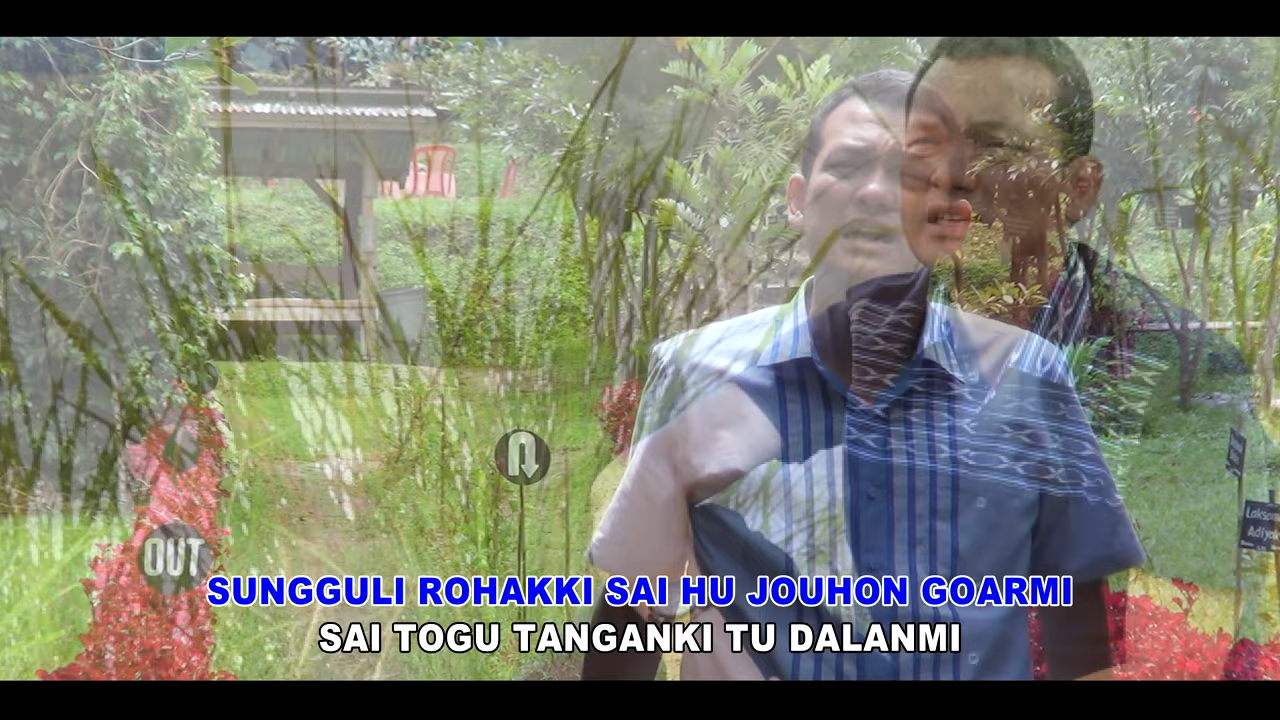 OUT
SUNGGULI ROHAKKI SAI HU JOUHON GOARMI
SAI TOGU TANGANKI TU DALANMI